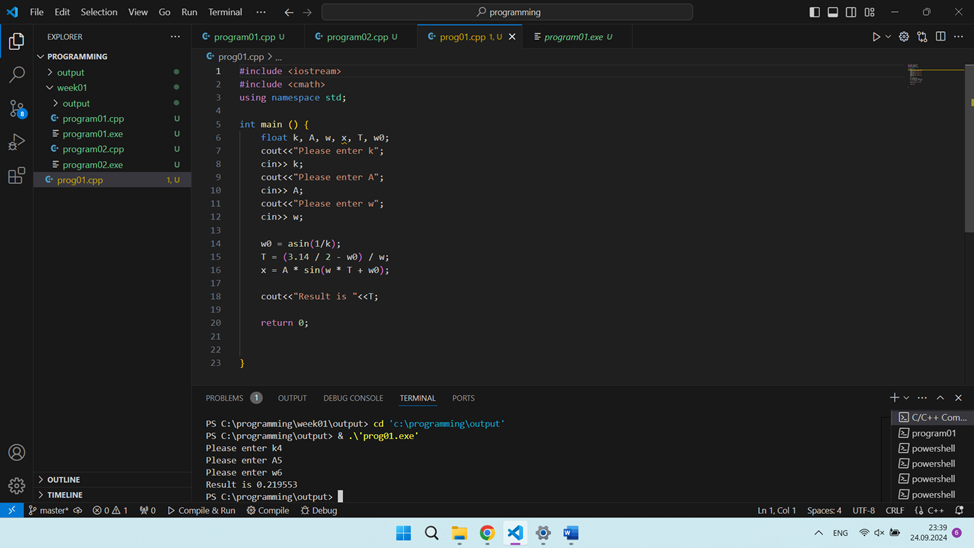 File Edit Selection View Go Run Terminal ··· programming
EXPLORER ···
PROGRAMMING
output
week01
output
program01.cpp U
program01.exe U
program02.cpp U
program02.exe U
prog01.cpp 1, U
OUTLINE
TIMELINE
8
program01.cpp U program02.cpp U prog01.cpp 1, U program01.exe U
prog01.cpp > ...
1 #include <iostream>
2 #include <cmath>
3 using namespace std;
4
5 int main () {
6 float k, A, w, x, T, w0;
7 cout<<"Please enter k";
8 cin>> k;
9 cout<<"Please enter A";
10 cin>> A;
11 cout<<"Please enter w";
12 cin>> w;
13
14 w0 = asin(1/k);
15 T = (3.14 / 2 - w0) / w;
16 x = A * sin(w * T + w0);
17
18 cout<<"Result is "<<T;
19
20 return 0;
21
22
23 }
PROBLEMS 1 OUTPUT DEBUG CONSOLE TERMINAL PORTS
PS C:\programming\week01\output> cd 'c:\programming\output'
PS C:\programming\output> & .\'prog01.exe'
Please enter k4
Please enter A5
Please enter w6
Result is 0.219553
PS C:\programming\output>
C/C++ Com...
program01
powershell
powershell
powershell
powershell
master* 0 1 0 Compile & Run Compile Debug Ln 1, Col 1 Spaces: 4 UTF-8 CRLF C++
ENG 23:39
24.09.2024 6